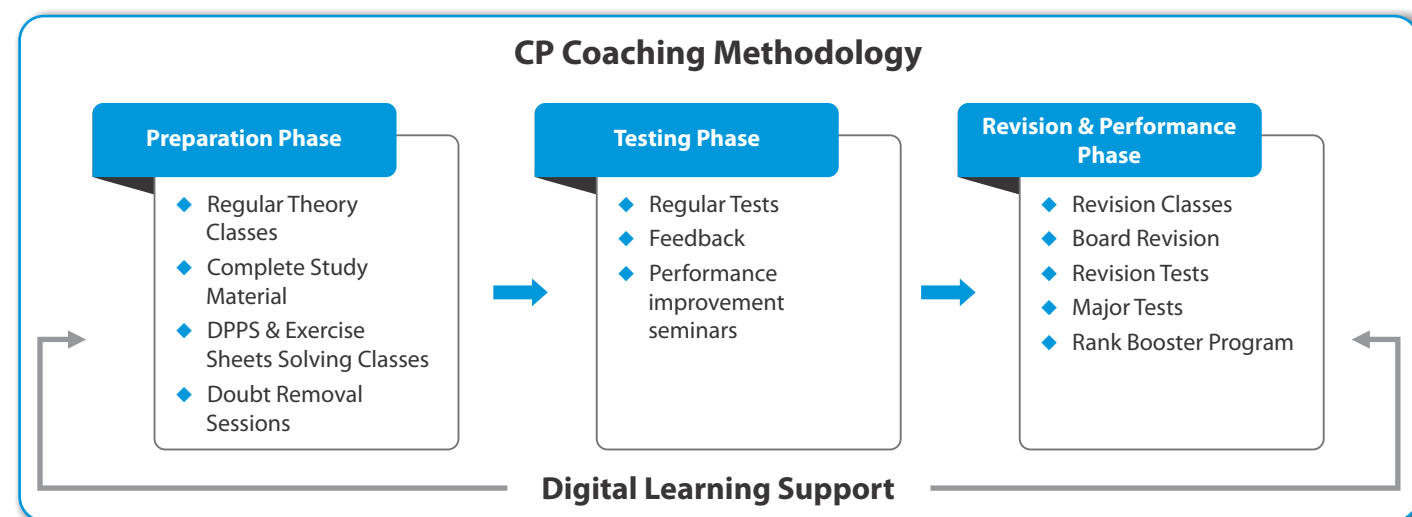 CP Coaching Methodology
Preparation Phase
Regular Theory
Classes
Complete Study
Material
DPPS & Exercise
Sheets Solving Classes
Doubt Removal
Sessions
Testing Phase
Regular Tests
Feedback
Performance
improvement
seminars
Revision & Performance
Phase
Revision Classes
Board Revision
Revision Tests
Major Tests
Rank Booster Program
Digital Learning Support